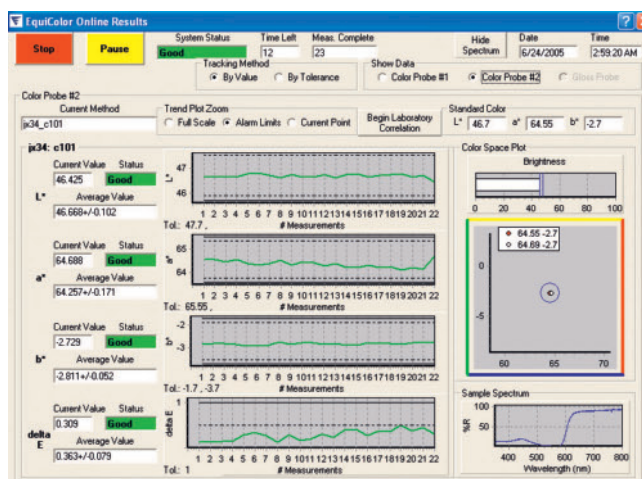 EquiColor Online Results
Stop
Pause
System Status
Good
Time Left
12
Meas. Complete
23
Hide Spectrum
Date
6/24/2005
Time
2:59:20 AM
Tracking Method
By Value
By Tolerance
Show Data
Color Probe #1
Color Probe #2
Gloss Probe
Color Probe #2
Current Method
jx34_c101
Trend Plot Zoom
Full Scale
Alarm Limits
Current Point
Begin Laboratory
Correlation
Standard Color
L* 46.7 a* 64.55 b* -2.7
jx34: c101
Current Value Status
46.425 Good
L*
Average Value
46.668+/-0.102
47
46
L*
1 2 3 4 5 6 7 8 9 10 11 12 13 14 15 16 17 18 19 20 21 22
Tol.: 47.7 ,
# Measurements
Current Value Status
64.688 Good
a*
Average Value
64.257+/-0.171
65
64
a*
1 2 3 4 5 6 7 8 9 10 11 12 13 14 15 16 17 18 19 20 21 22
Tol.: 65.55 ,
# Measurements
Current Value Status
-2.729 Good
b*
Average Value
-2.811+/-0.052
-2
-3
b*
1 2 3 4 5 6 7 8 9 10 11 12 13 14 15 16 17 18 19 20 21 22
Tol.: -1.7 , -3.7
# Measurements
Current Value Status
0.309 Good
delta
E
Average Value
0.363+/-0.079
1
delta E
1 2 3 4 5 6 7 8 9 10 11 12 13 14 15 16 17 18 19 20 21 22
Tol.: 1
# Measurements
Color Space Plot
Brightness
0 20 40 60 80 100
64.55 -2.7
64.69 -2.7
0
-5
60 65 70
Sample Spectrum
100
50
%R
400 500 600 700 800
Wavelength (nm)